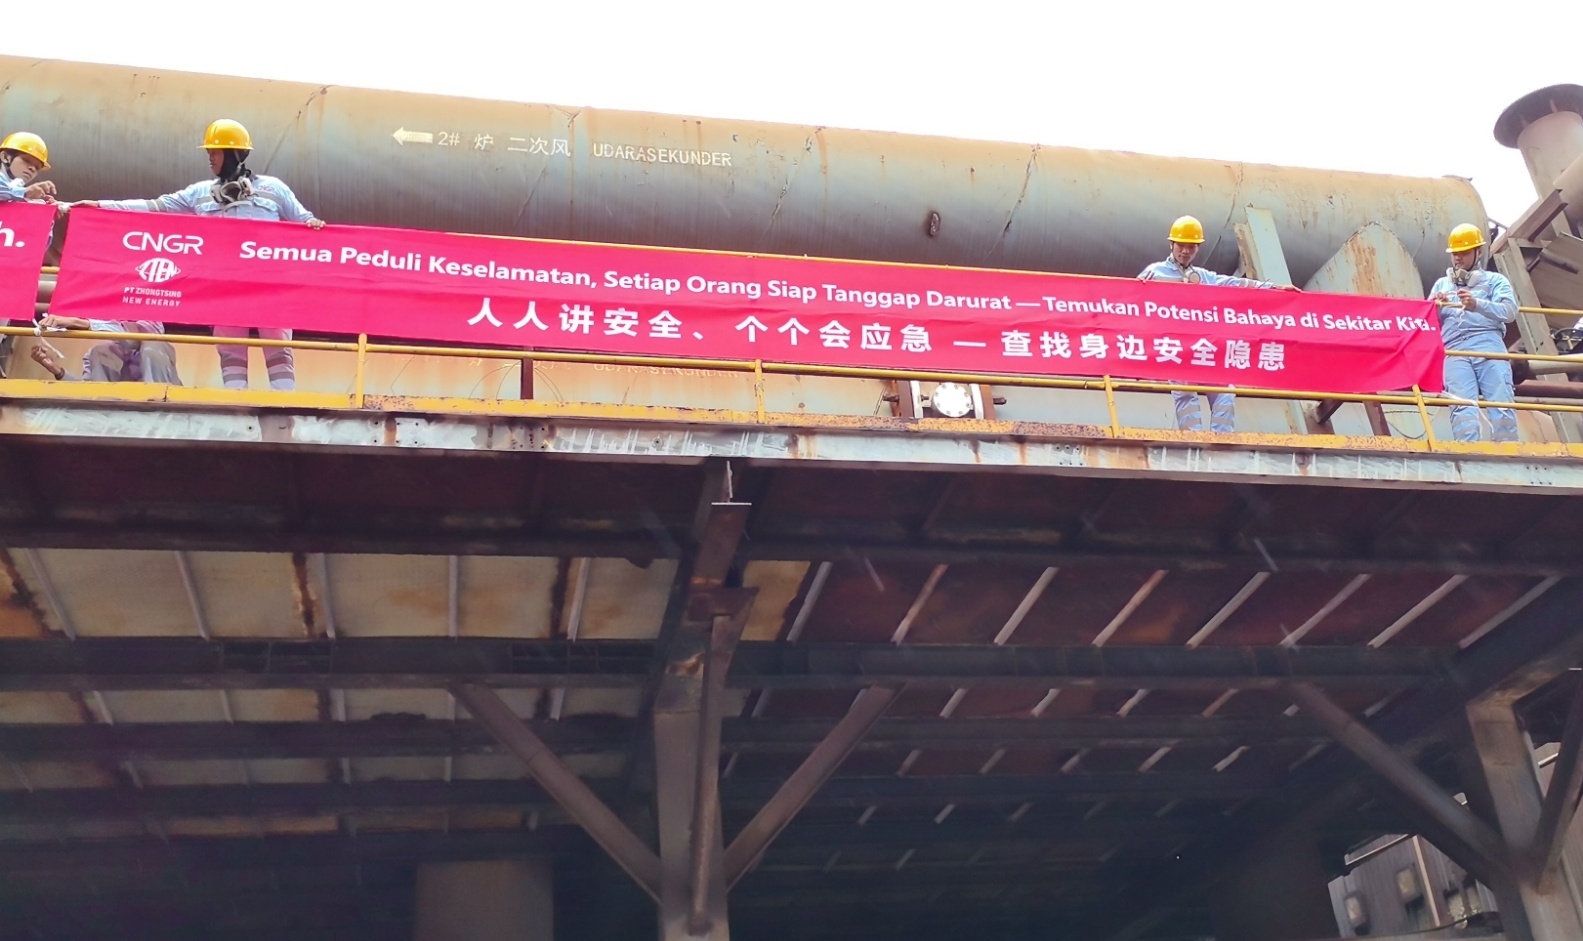 2# 炉 二次风 UDARASEKUNDER
h.
CNGR
PT ZHONGTSING
NEW ENERGY
Semua Peduli Keselamatan, Setiap Orang Siap Tanggap Darurat — Temukan Potensi Bahaya di Sekitar Kita.
人人讲安全、个个会应急 — 查找身边安全隐患